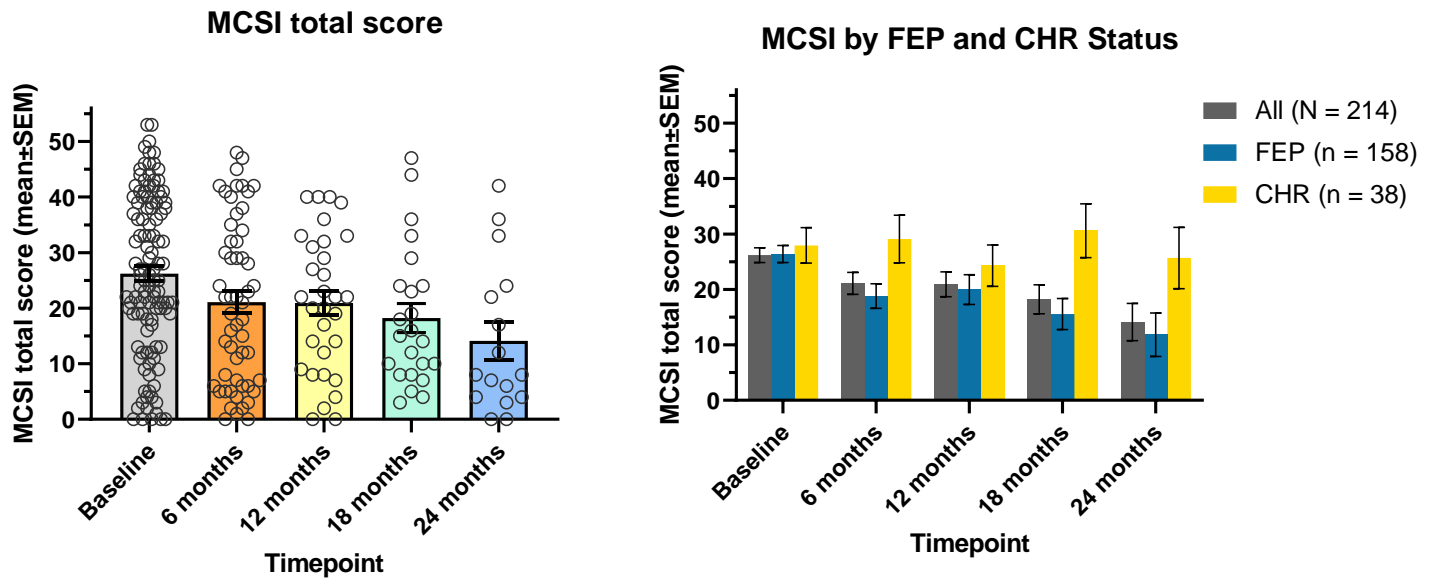 MCSI total score
MCSI total score (mean±SEM)
50
40
30
20
10
0
Baseline
6 months
12 months
18 months
24 months
Timepoint
MCSI by FEP and CHR Status
MCSI total score (mean±SEM)
50
40
30
20
10
0
Baseline
6 months
12 months
18 months
24 months
Timepoint
All (N = 214)
FEP (n = 158)
CHR (n = 38)